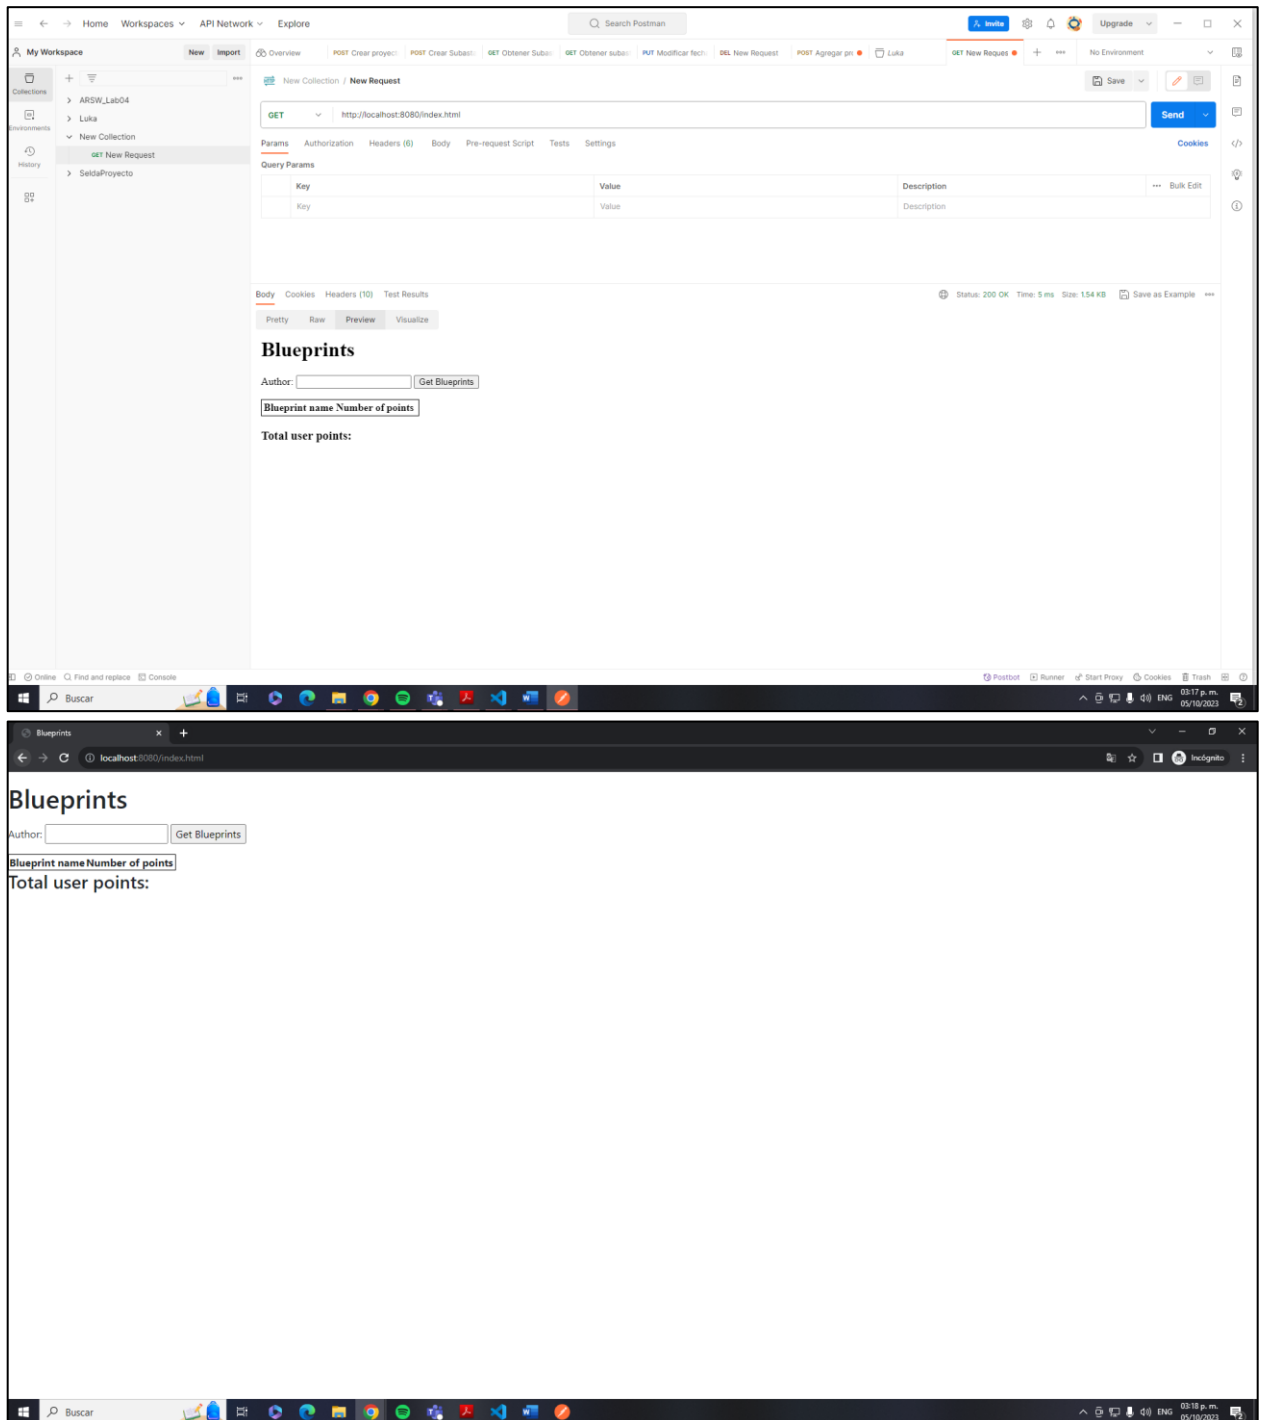 Home Workspaces API Network Explore Search Postman Invite Upgrade
My Workspace New Import Overview POST Crear proyect POST Crear Subast GET Obtener Subas GET Obtener subas PUT Modificar fech DEL New Request POST Agregar pri Luka GET New Reques No Environment
Collections
Environments
History
ARSW_Lab04
Luka
New Collection
GET New Request
SeldaProyecto
New Collection / New Request Save
GET http://localhost:8080/index.html Send
Params Authorization Headers (6) Body Pre-request Script Tests Settings Cookies
Query Params
Key Value Description Bulk Edit
Key Value Description
Body Cookies Headers (10) Test Results Status: 200 OK Time: 5 ms Size: 1.54 KB Save as Example
Pretty Raw Preview Visualize
Blueprints
Author: Get Blueprints
Blueprint name Number of points
Total user points:
Online Find and replace Console Postbot Runner Start Proxy Cookies Trash
Buscar ENG 03:17 p. m.
05/10/2023
Blueprints
localhost:8080/index.html Incógnito
Blueprints
Author: Get Blueprints
Blueprint name Number of points
Total user points:
Buscar ENG 03:18 p. m.
05/10/2023